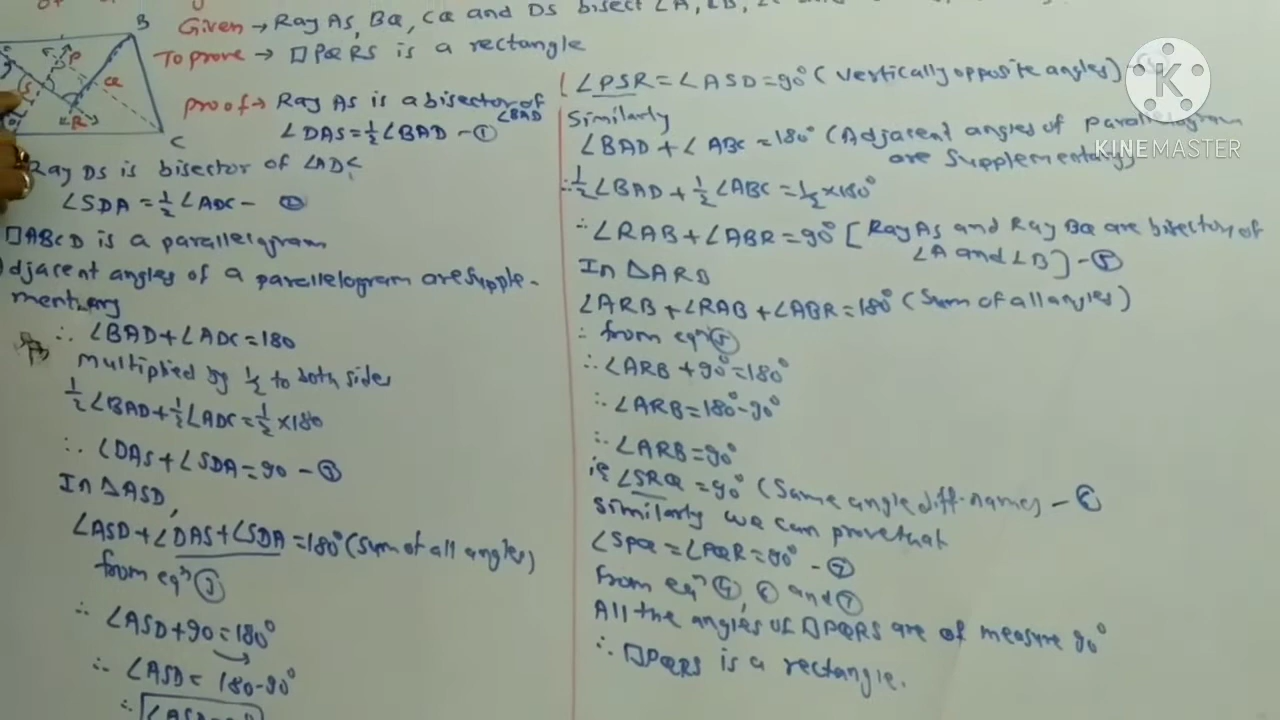 Given → Ray AS, BQ, CQ and DS bisect ∠A, ∠B,
To prove → □PQRS is a rectangle
B
P
Q
S
R
C
proof → Ray AS is a bisector of ∠BAD
∠DAS = 1/2 ∠BAD - ①
Ray DS is bisector of ∠ADC
∠SDA = 1/2 ∠ADC - ②
□ABCD is a parallelogram
djacent angles of a parallelogram are supple-
mentary
∴ ∠BAD + ∠ADC = 180
multiplied by 1/2 to both sides
1/2 ∠BAD + 1/2 ∠ADC = 1/2 × 180
∴ ∠DAS + ∠SDA = 90 - ③
In △ASD,
∠ASD + ∠DAS + ∠SDA = 180° (Sum of all angles)
from eqⁿ ③
∴ ∠ASD + 90 = 180°
∴ ∠ASD = 180 - 90°
∴ ∠ASD
∠PSR = ∠ASD = 90° (Vertically opposite angles)
Similarly
∠BAD + ∠ABC = 180° (Adjacent angles of parallelogram
are supplementary
∴ 1/2 ∠BAD + 1/2 ∠ABC = 1/2 × 180°
∴ ∠RAB + ∠ABR = 90° [Ray AS and Ray BQ are bisector of
∠A and ∠B] - ⑤
In △ARB
∠ARB + ∠RAB + ∠ABR = 180° (Sum of all angles)
∴ from eqⁿ ⑤
∴ ∠ARB + 90° = 180°
∴ ∠ARB = 180° - 90°
∴ ∠ARB = 90°
ie ∠SRQ = 90° (Same angle diff. names) - ⑥
similarly we can prove that
∠SPQ = ∠PQR = 90° - ⑦
from eqⁿ ④, ⑥ and ⑦
All the angles of □PQRS are of measure 90°
∴ □PQRS is a rectangle.
K
KINEMASTER